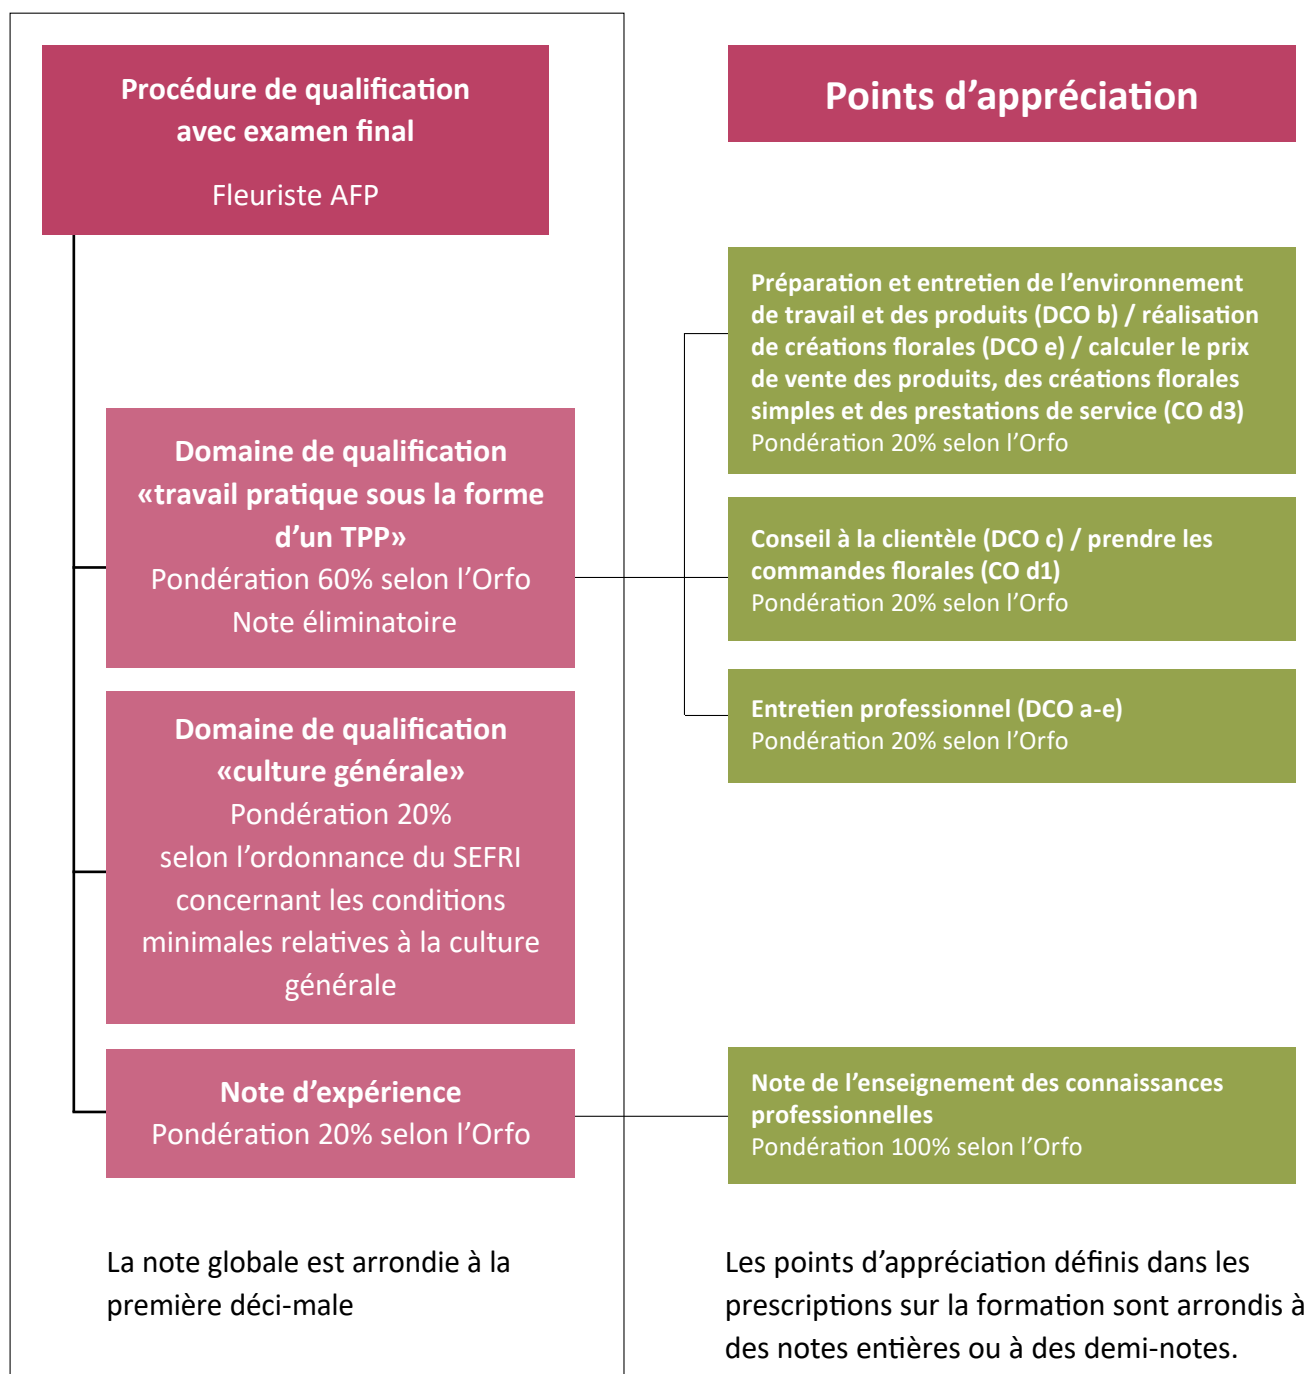 Procédure de qualification
avec examen final
Fleuriste AFP
Domaine de qualification
«travail pratique sous la forme
d’un TPP»
Pondération 60% selon l’Orfo
Note éliminatoire
Domaine de qualification
«culture générale»
Pondération 20%
selon l’ordonnance du SEFRI
concernant les conditions
minimales relatives à la culture
générale
Note d’expérience
Pondération 20% selon l’Orfo
La note globale est arrondie à la
première déci-male
Points d’appréciation
Préparation et entretien de l’environnement
de travail et des produits (DCO b) / réalisation
de créations florales (DCO e) / calculer le prix
de vente des produits, des créations florales
simples et des prestations de service (CO d3)
Pondération 20% selon l’Orfo
Conseil à la clientèle (DCO c) / prendre les
commandes florales (CO d1)
Pondération 20% selon l’Orfo
Entretien professionnel (DCO a-e)
Pondération 20% selon l’Orfo
Note de l’enseignement des connaissances
professionnelles
Pondération 100% selon l’Orfo
Les points d’appréciation définis dans les
prescriptions sur la formation sont arrondis à
des notes entières ou à des demi-notes.